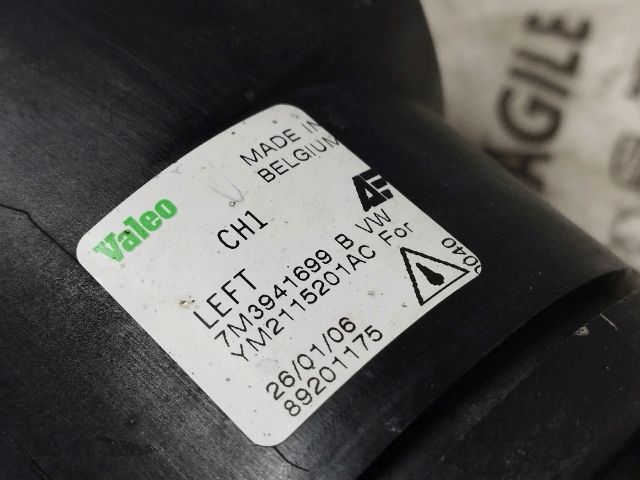 Valeo
MADE IN
BELGIUM
CH1
LEFT
7M3941699 B VW
YM2115201AC For
26/01/06
89201175
AGILE